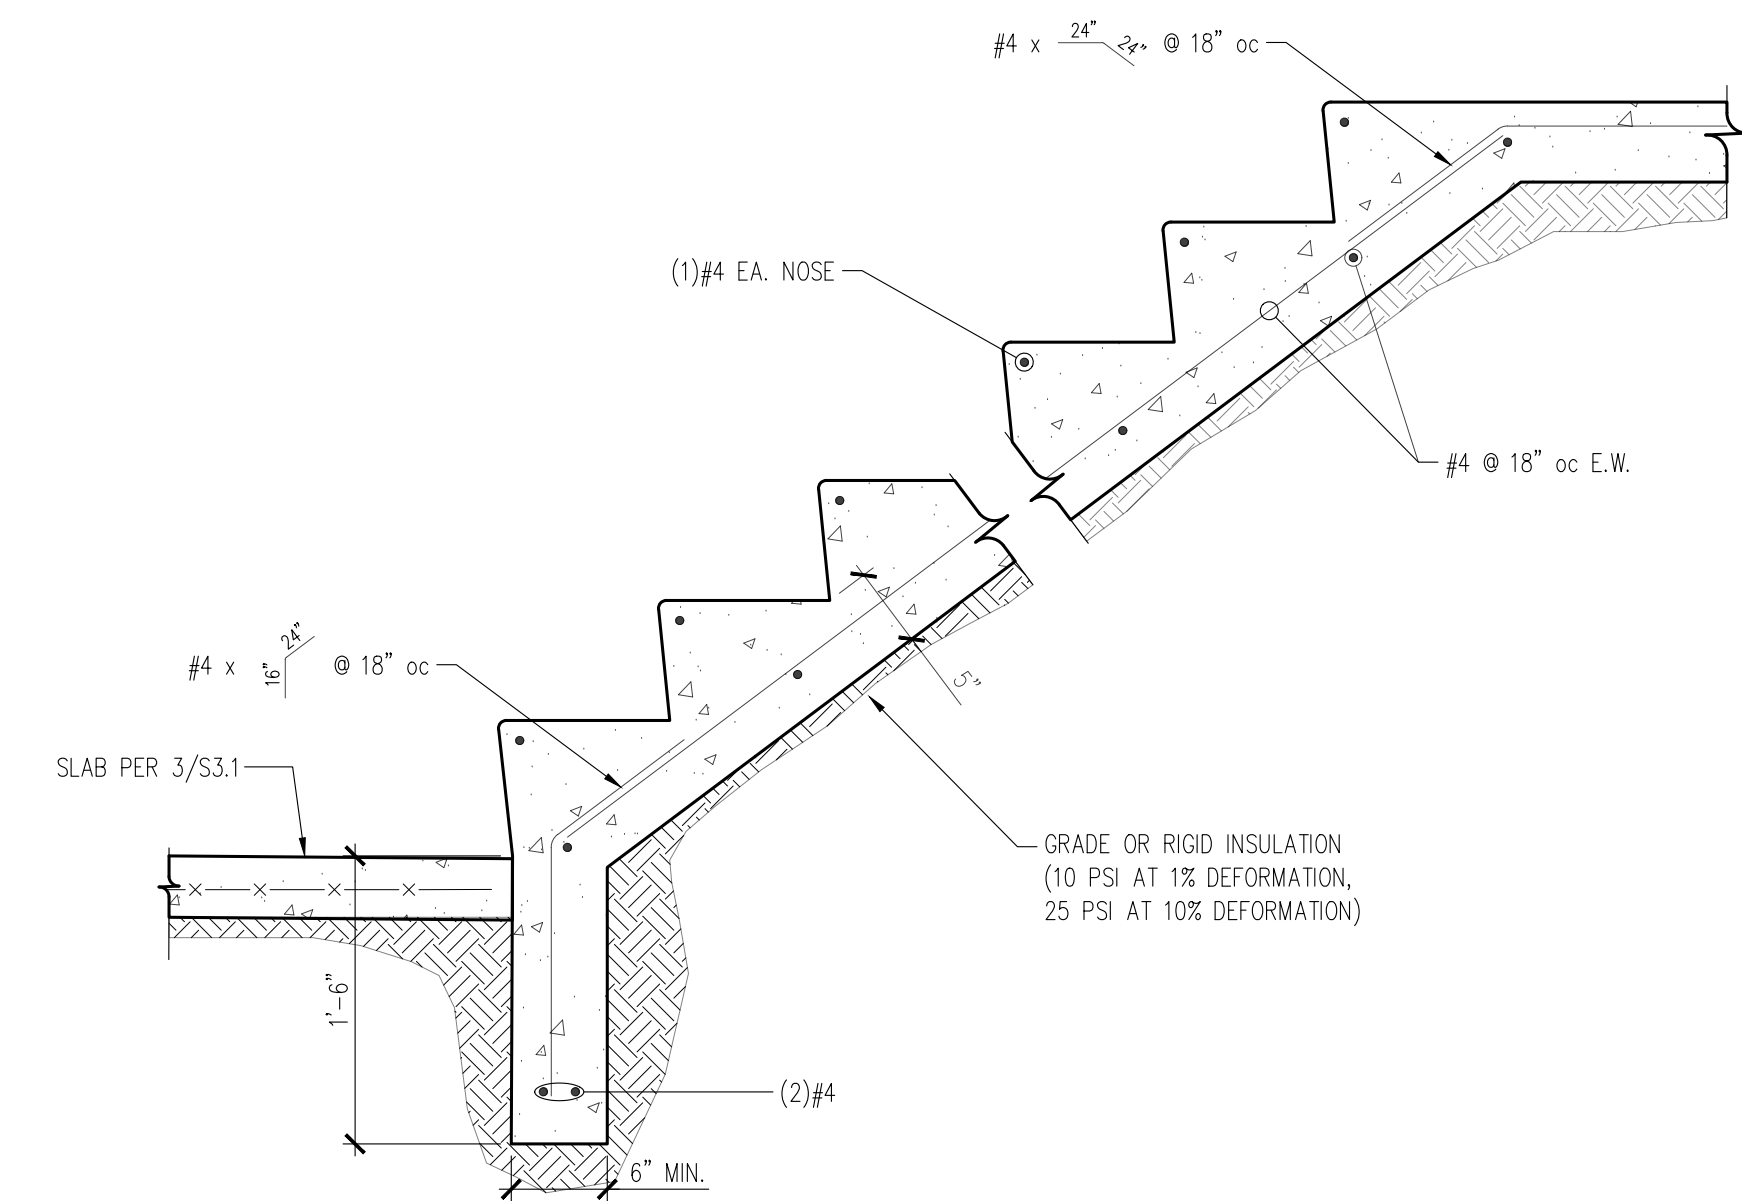 #4 x 24" 24" @ 18" oc
(1)#4 EA. NOSE
#4 @ 18" oc E.W.
#4 x 16" 24" @ 18" oc
5"
SLAB PER 3/S3.1
GRADE OR RIGID INSULATION
(10 PSI AT 1% DEFORMATION,
25 PSI AT 10% DEFORMATION)
1'-6"
(2)#4
6" MIN.